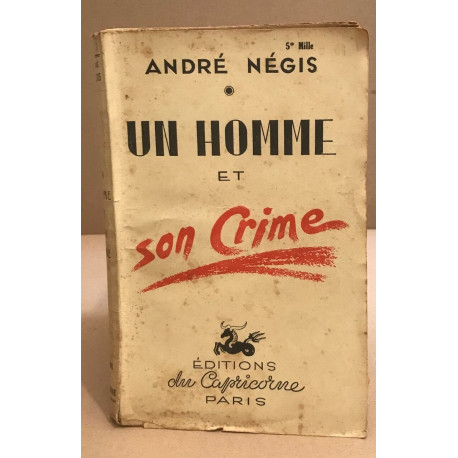 5e Mille
ANDRÉ NÉGIS
UN HOMME
ET
son Crime
ÉDITIONS
du Capricorne
PARIS